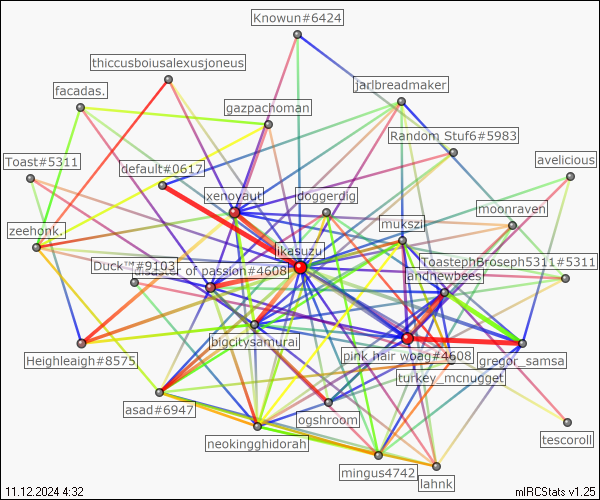 Knowun#6424
thiccusboiusalexusjoneus
jarlbreadmaker
facadas.
gazpachoman
Random Stuf6#5983
Toast#5311
default#0617
avelicious
xenoyaut
doggerdig
moonraven
zeehonk.
mukszi
ikasuzu
Duck™#9103
master of passion#4608
ToastephBroseph5311#5311
andnewbees
bigcitysamurai
Heighleaigh#8575
pink hair woag#4608
gregor_samsa
turkey_mcnugget
asad#6947
ogshroom
tescoroll
neokingghidorah
mingus4742
lahnk
11.12.2024 4:32
mIRCStats v1.25